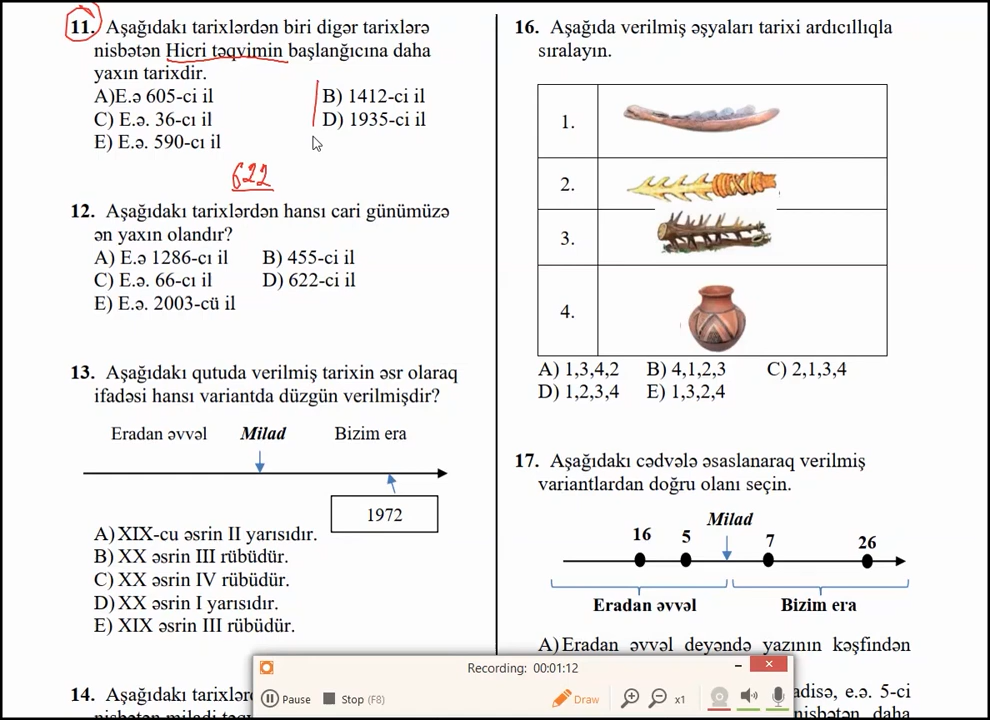 11. Aşağıdakı tarixlərdən biri digər tarixlərə
nisbətən Hicri təqvimin başlanğıcına daha
yaxın tarixdir.
A)E.ə 605-ci il B) 1412-ci il
C) E.ə. 36-cı il D) 1935-ci il
E) E.ə. 590-cı il
622
12. Aşağıdakı tarixlərdən hansı cari günümüzə
ən yaxın olandır?
A) E.ə 1286-cı il B) 455-ci il
C) E.ə. 66-cı il D) 622-ci il
E) E.ə. 2003-cü il
13. Aşağıdakı qutuda verilmiş tarixin əsr olaraq
ifadəsi hansı variantda düzgün verilmişdir?
Eradan əvvəl Milad Bizim era
1972
A) XIX-cu əsrin II yarısıdır.
B) XX əsrin III rübüdür.
C) XX əsrin IV rübüdür.
D) XX əsrin I yarısıdır.
E) XIX əsrin III rübüdür.
14. Aşağıdakı
16. Aşağıda verilmiş əşyaları tarixi ardıcıllıqla
sıralayın.
1.
2.
3.
4.
A) 1,3,4,2 B) 4,1,2,3 C) 2,1,3,4
D) 1,2,3,4 E) 1,3,2,4
17. Aşağıdakı cədvələ əsaslanaraq verilmiş
variantlardan doğru olanı seçin.
Milad
16 5 7 26
Eradan əvvəl Bizim era
A) Eradan əvvəl deyəndə yazının kəşfindən
e.ə. 5-ci
nisbətən daha
Recording: 00:01:12
Pause Stop (F8) Draw x1